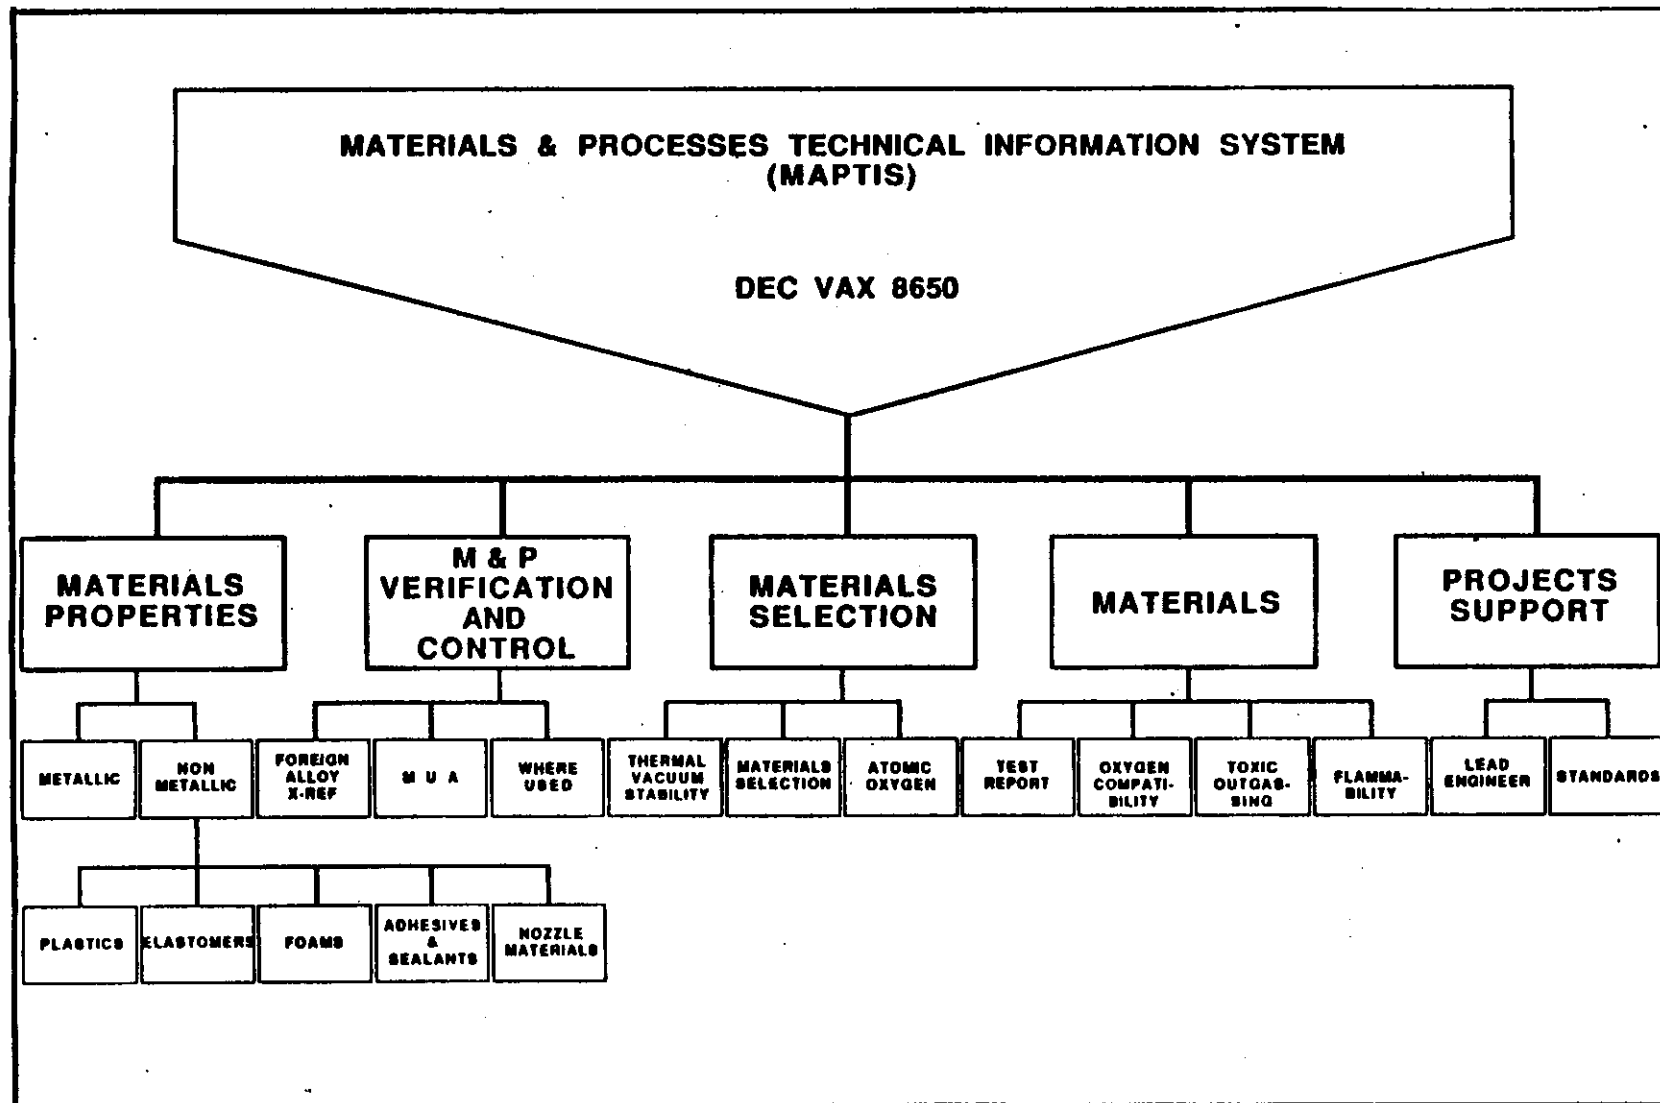 MATERIALS & PROCESSES TECHNICAL INFORMATION SYSTEM
(MAPTIS)
DEC VAX 8650
MATERIALS
PROPERTIES
M & P
VERIFICATION
AND
CONTROL
MATERIALS
SELECTION
MATERIALS
PROJECTS
SUPPORT
METALLIC
NON
METALLIC
FOREIGN
ALLOY
X-REF
M U A
WHERE
USED
THERMAL
VACUUM
STABILITY
MATERIALS
SELECTION
ATOMIC
OXYGEN
TEST
REPORT
OXYGEN
COMPATI-
BILITY
TOXIC
OUTGAS-
SING
FLAMMA-
BILITY
LEAD
ENGINEER
STANDARDS
PLASTICS
ELASTOMERS
FOAMS
ADHESIVES
&
SEALANTS
NOZZLE
MATERIALS